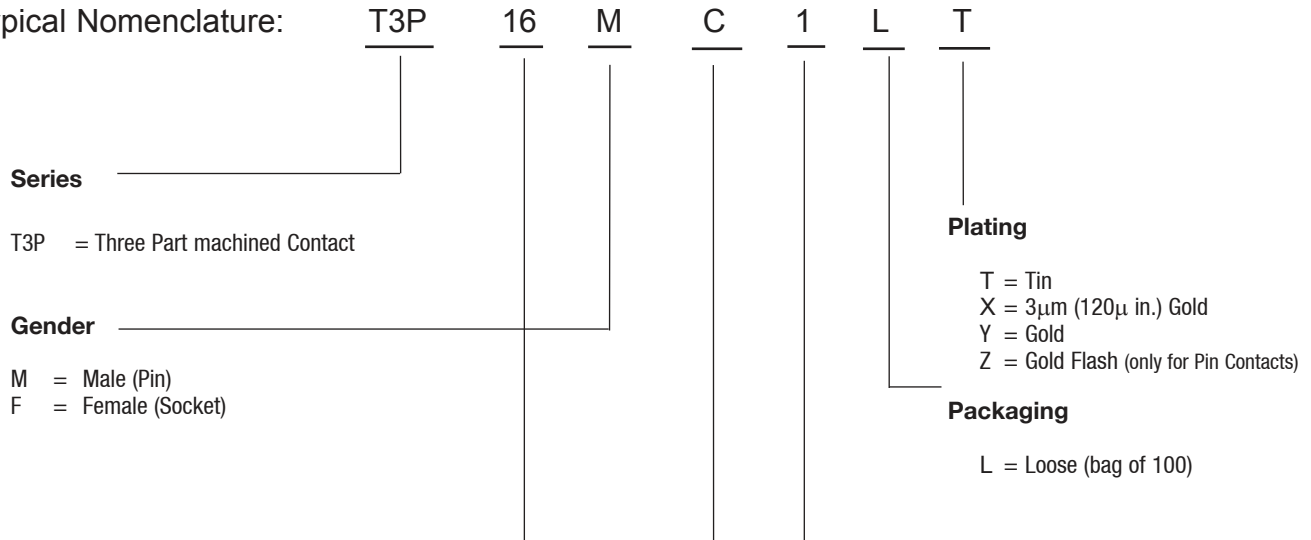 ypical Nomenclature: T3P 16 M C 1 L T
Series
T3P = Three Part machined Contact
Gender
M = Male (Pin)
F = Female (Socket)
Plating
T = Tin
X = 3µm (120µ in.) Gold
Y = Gold
Z = Gold Flash (only for Pin Contacts)
Packaging
L = Loose (bag of 100)